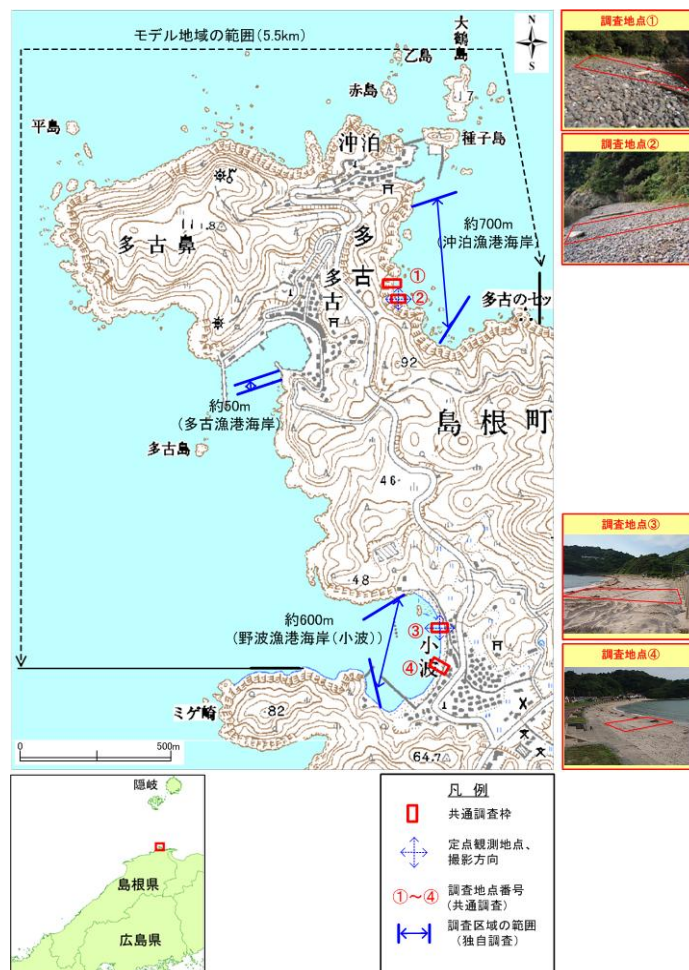 モデル地域の範囲(5.5km)
N
S
大鶴島
乙島
赤島
17
種子島
平島
沖泊
多古鼻
多古
多古
約700m
(沖泊漁港海岸)
①
②
多古の七ッ
92
約50m
(多古漁港海岸)
島根町
多古島
46
48
約600m
(野波漁港海岸(小波))
③
小波
④
ミゲ崎
82
64.7
0
500m
調査地点①
調査地点②
調査地点③
調査地点④
隠岐
島根県
広島県
凡 例
共通調査枠
定点観測地点、
撮影方向
①～④
調査地点番号
(共通調査)
調査区域の範囲
(独自調査)